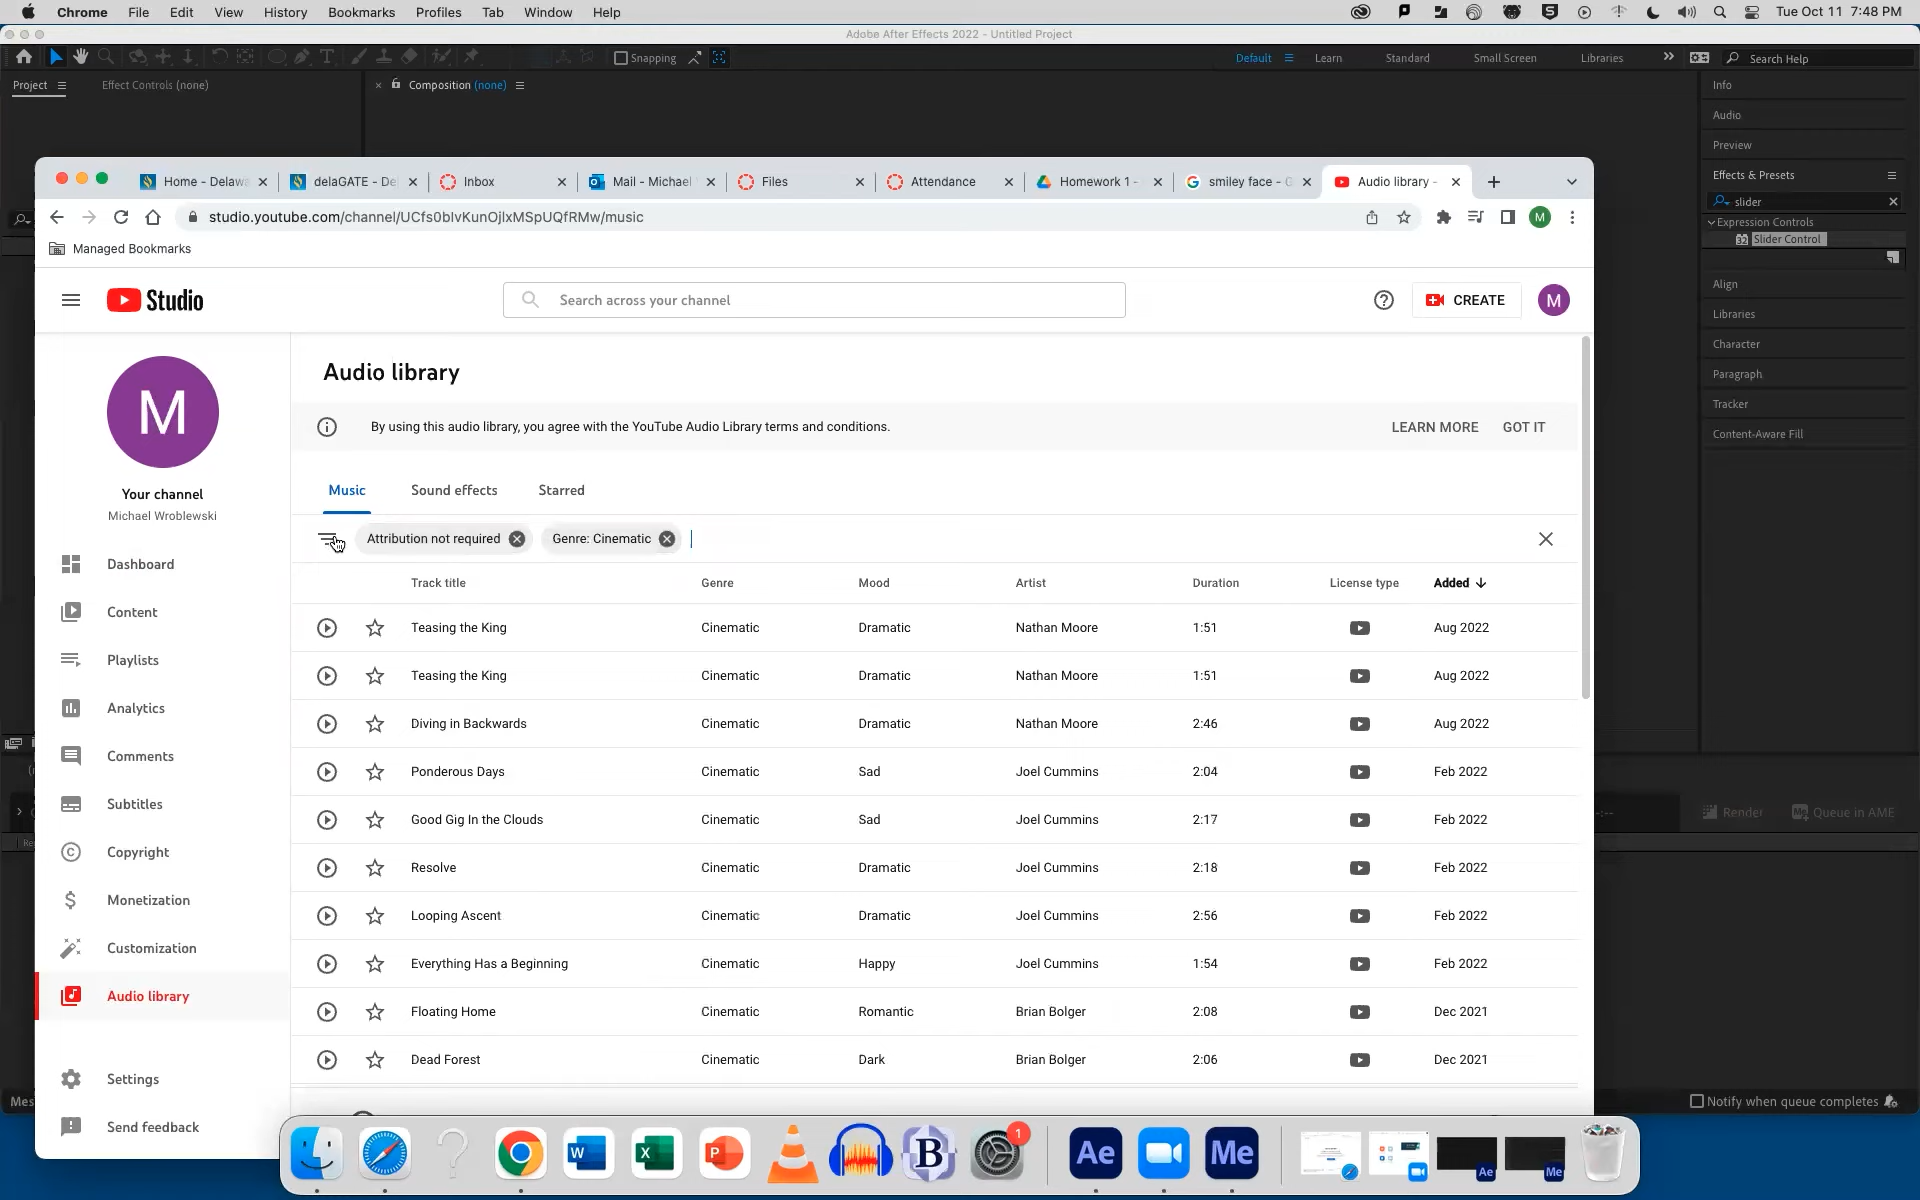 Chrome File Edit View History Bookmarks Profiles Tab Window Help Tue Oct 11 7:48 PM
Adobe After Effects 2022 - Untitled Project
Snapping Default Learn Standard Small Screen Libraries Search Help
Project Effect Controls (none) Composition (none) Info
Audio
Preview
Home - Delawa delaGATE - De Inbox Mail - Michael Files Attendance Homework 1 - smiley face - G Audio library - Effects & Presets
slider
studio.youtube.com/channel/UCfs0blvKunOjlxMSpUQfRMw/music M
Expression Controls
32 Slider Control
Managed Bookmarks
Align
Studio Search across your channel CREATE M
Libraries
Character
Audio library
Paragraph
Tracker
M
By using this audio library, you agree with the YouTube Audio Library terms and conditions. LEARN MORE GOT IT
Content-Aware Fill
Your channel
Michael Wroblewski
Music Sound effects Starred
Attribution not required Genre: Cinematic
Dashboard
Track title Genre Mood Artist Duration License type Added
Content
Teasing the King Cinematic Dramatic Nathan Moore 1:51 Aug 2022
Playlists
Teasing the King Cinematic Dramatic Nathan Moore 1:51 Aug 2022
Analytics
Diving in Backwards Cinematic Dramatic Nathan Moore 2:46 Aug 2022
Comments
Ponderous Days Cinematic Sad Joel Cummins 2:04 Feb 2022
Subtitles
Good Gig In the Clouds Cinematic Sad Joel Cummins 2:17 Feb 2022
Render Queue in AME
Copyright
Resolve Cinematic Dramatic Joel Cummins 2:18 Feb 2022
Monetization
Looping Ascent Cinematic Dramatic Joel Cummins 2:56 Feb 2022
Customization
Everything Has a Beginning Cinematic Happy Joel Cummins 1:54 Feb 2022
Audio library
Floating Home Cinematic Romantic Brian Bolger 2:08 Dec 2021
Dead Forest Cinematic Dark Brian Bolger 2:06 Dec 2021
Settings
Mes
Notify when queue completes
Send feedback
W X P B 1 Ae Me Ae Me